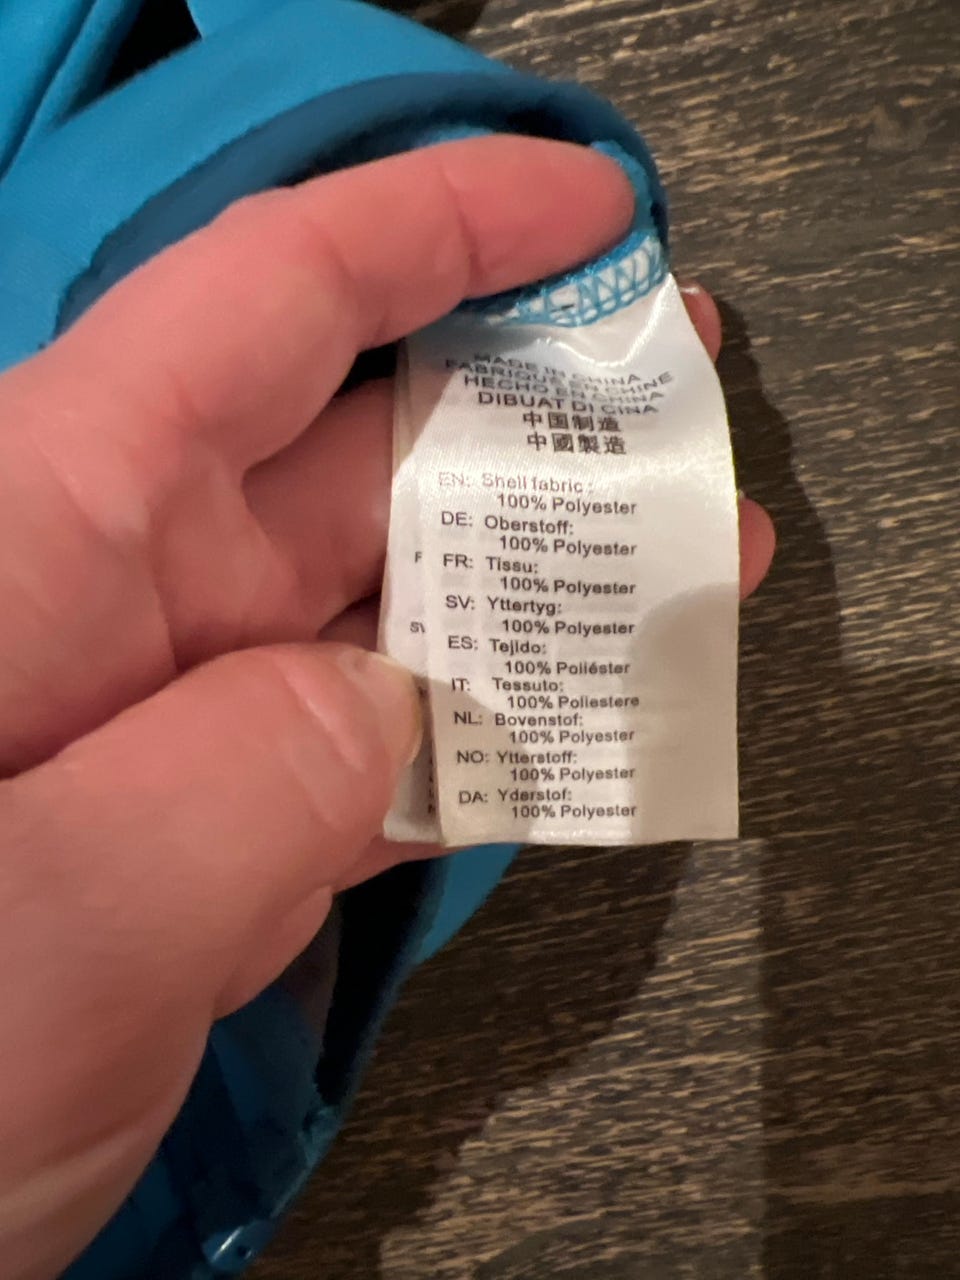 MADE IN CHINA
FABRIQUE EN CHINE
HECHO EN CHINA
DIBUAT DI CINA
中国制造
中國製造
EN: Shell fabric:
100% Polyester
DE: Oberstoff:
100% Polyester
F FR: Tissu:
100% Polyester
SV: Yttertyg:
100% Polyester
SV ES: Tejido:
100% Poliéster
IT: Tessuto:
100% Poliestere
NL: Bovenstof:
100% Polyester
NO: Ytterstoff:
100% Polyester
DA: Yderstof:
100% Polyester